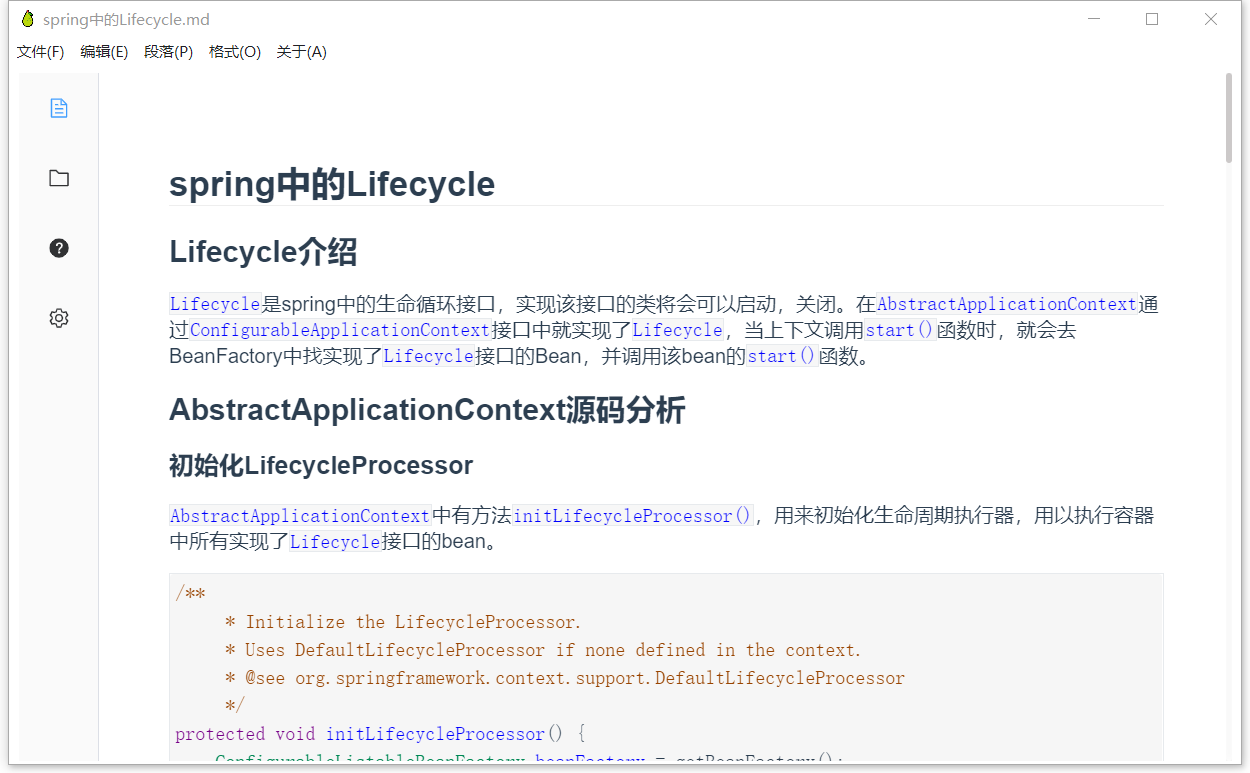 spring中的Lifecycle.md
文件(F) 编辑(E) 段落(P) 格式(O) 关于(A)
spring中的Lifecycle
Lifecycle介绍
Lifecycle是spring中的生命循环接口，实现该接口的类将会可以启动，关闭。在AbstractApplicationContext通
过ConfigurableApplicationContext接口中就实现了Lifecycle，当上下文调用start()函数时，就会去
BeanFactory中找实现了Lifecycle接口的Bean，并调用该bean的start()函数。
AbstractApplicationContext源码分析
初始化LifecycleProcessor
AbstractApplicationContext中有方法initLifecycleProcessor()，用来初始化生命周期执行器，用以执行容器
中所有实现了Lifecycle接口的bean。
/**
* Initialize the LifecycleProcessor.
* Uses DefaultLifecycleProcessor if none defined in the context.
* @see org.springframework.context.support.DefaultLifecycleProcessor
*/
protected void initLifecycleProcessor() {
ConfigurableListableBeanFactory beanFactory = getBeanFactory();